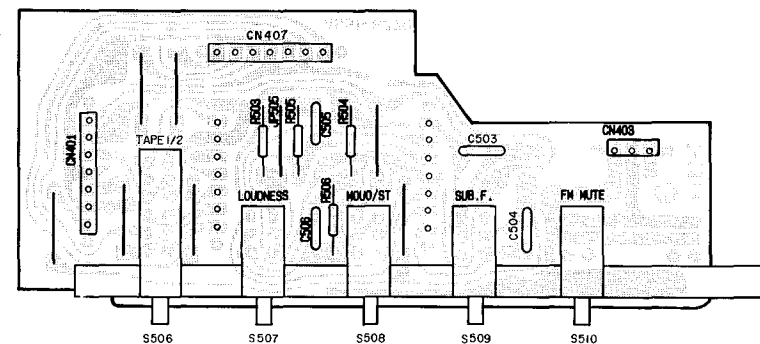 CN407
R503
JP505
R505
C505
R504
CN401
TAPE1/2
C503
CN403
LOUDNESS
R506
MOUO/ST
SUB.F.
FM MUTE
C506
C504
S506
S507
S508
S509
S510